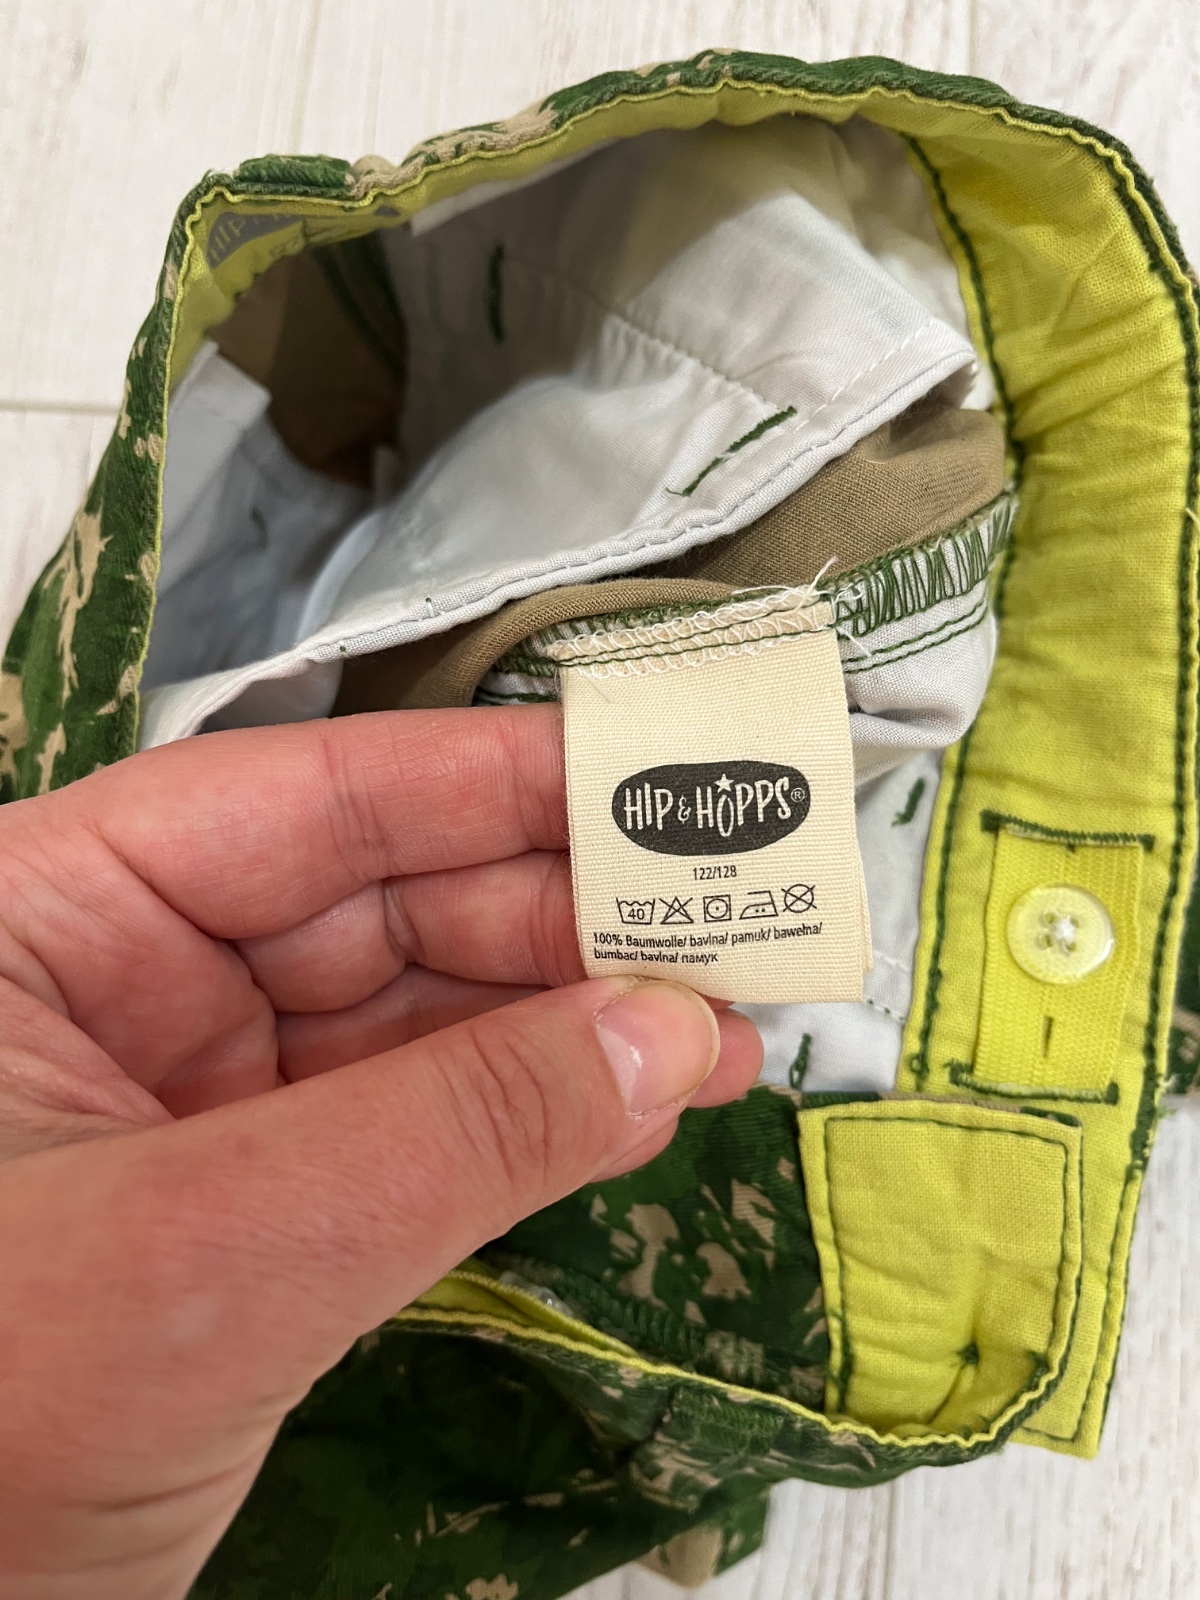 HIP & HOPPS®
122/128
40
100% Baumwolle/ bavlna/ pamuk/ bawełna/
bumbac/ bavlna/ памук